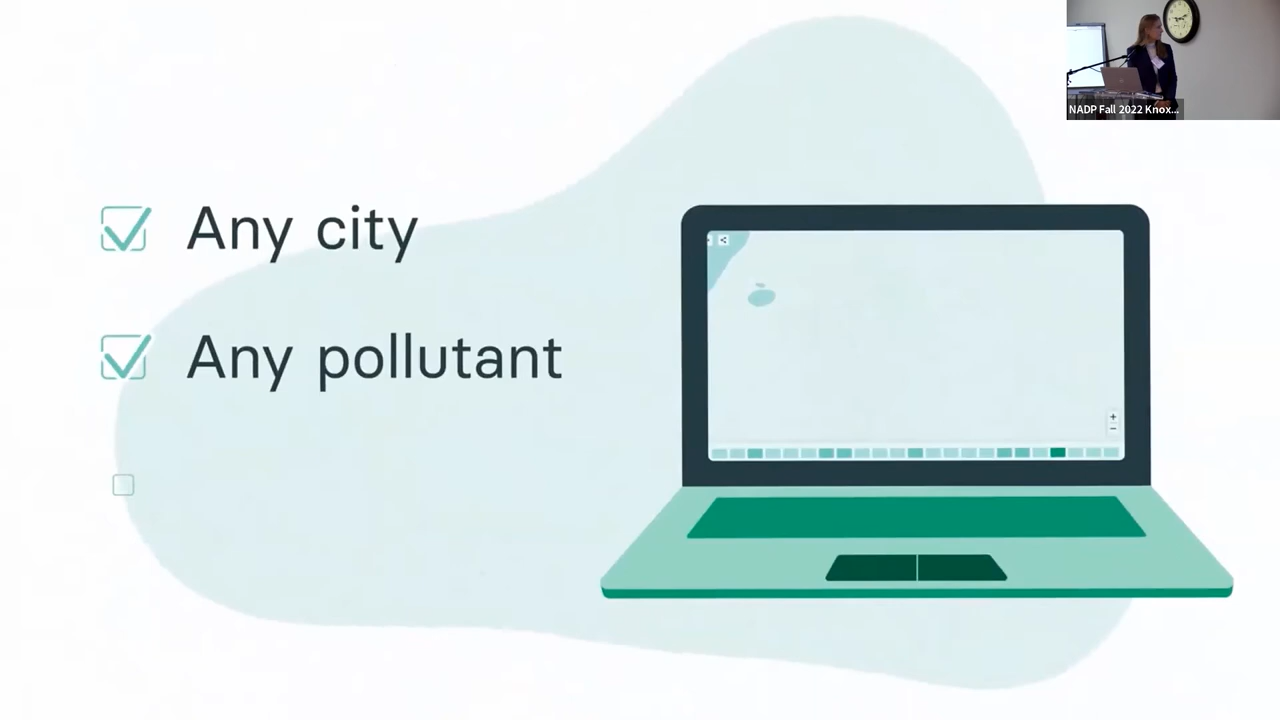 NADP Fall 2022 Knox...
Any city
Any pollutant
+
−